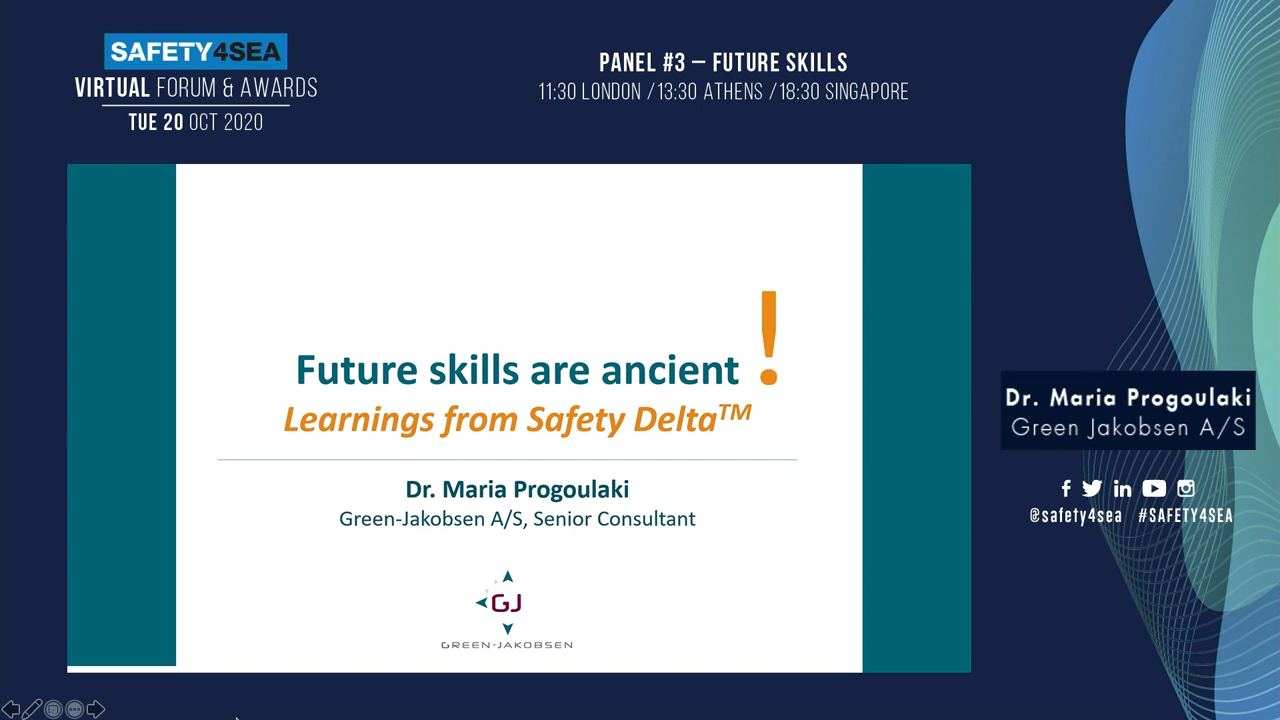 SAFETY4SEA
VIRTUAL FORUM & AWARDS
TUE 20 OCT 2020
PANEL #3 – FUTURE SKILLS
11:30 LONDON / 13:30 ATHENS / 18:30 SINGAPORE
Future skills are ancient !
Learnings from Safety Delta™
Dr. Maria Progoulaki
Green-Jakobsen A/S, Senior Consultant
GJ
GREEN-JAKOBSEN
Dr. Maria Progoulaki
Green Jakobsen A/S
@safety4sea #SAFETY4SEA